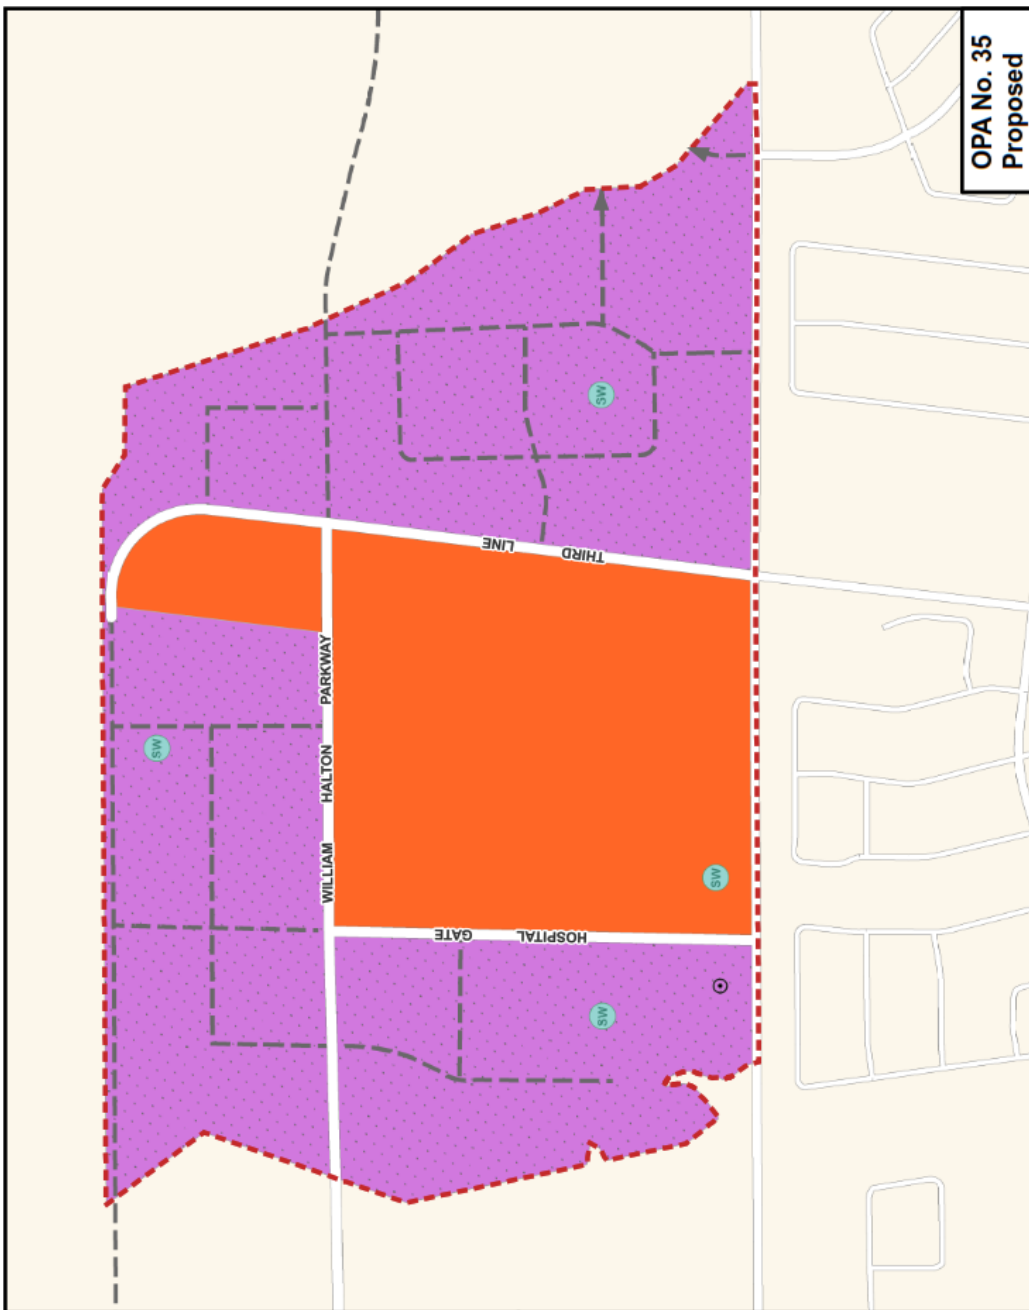 OPA No. 35
Proposed
THIRD LINE
WILLIAM HALTON PARKWAY
HOSPITAL GATE
SW
SW
SW
SW